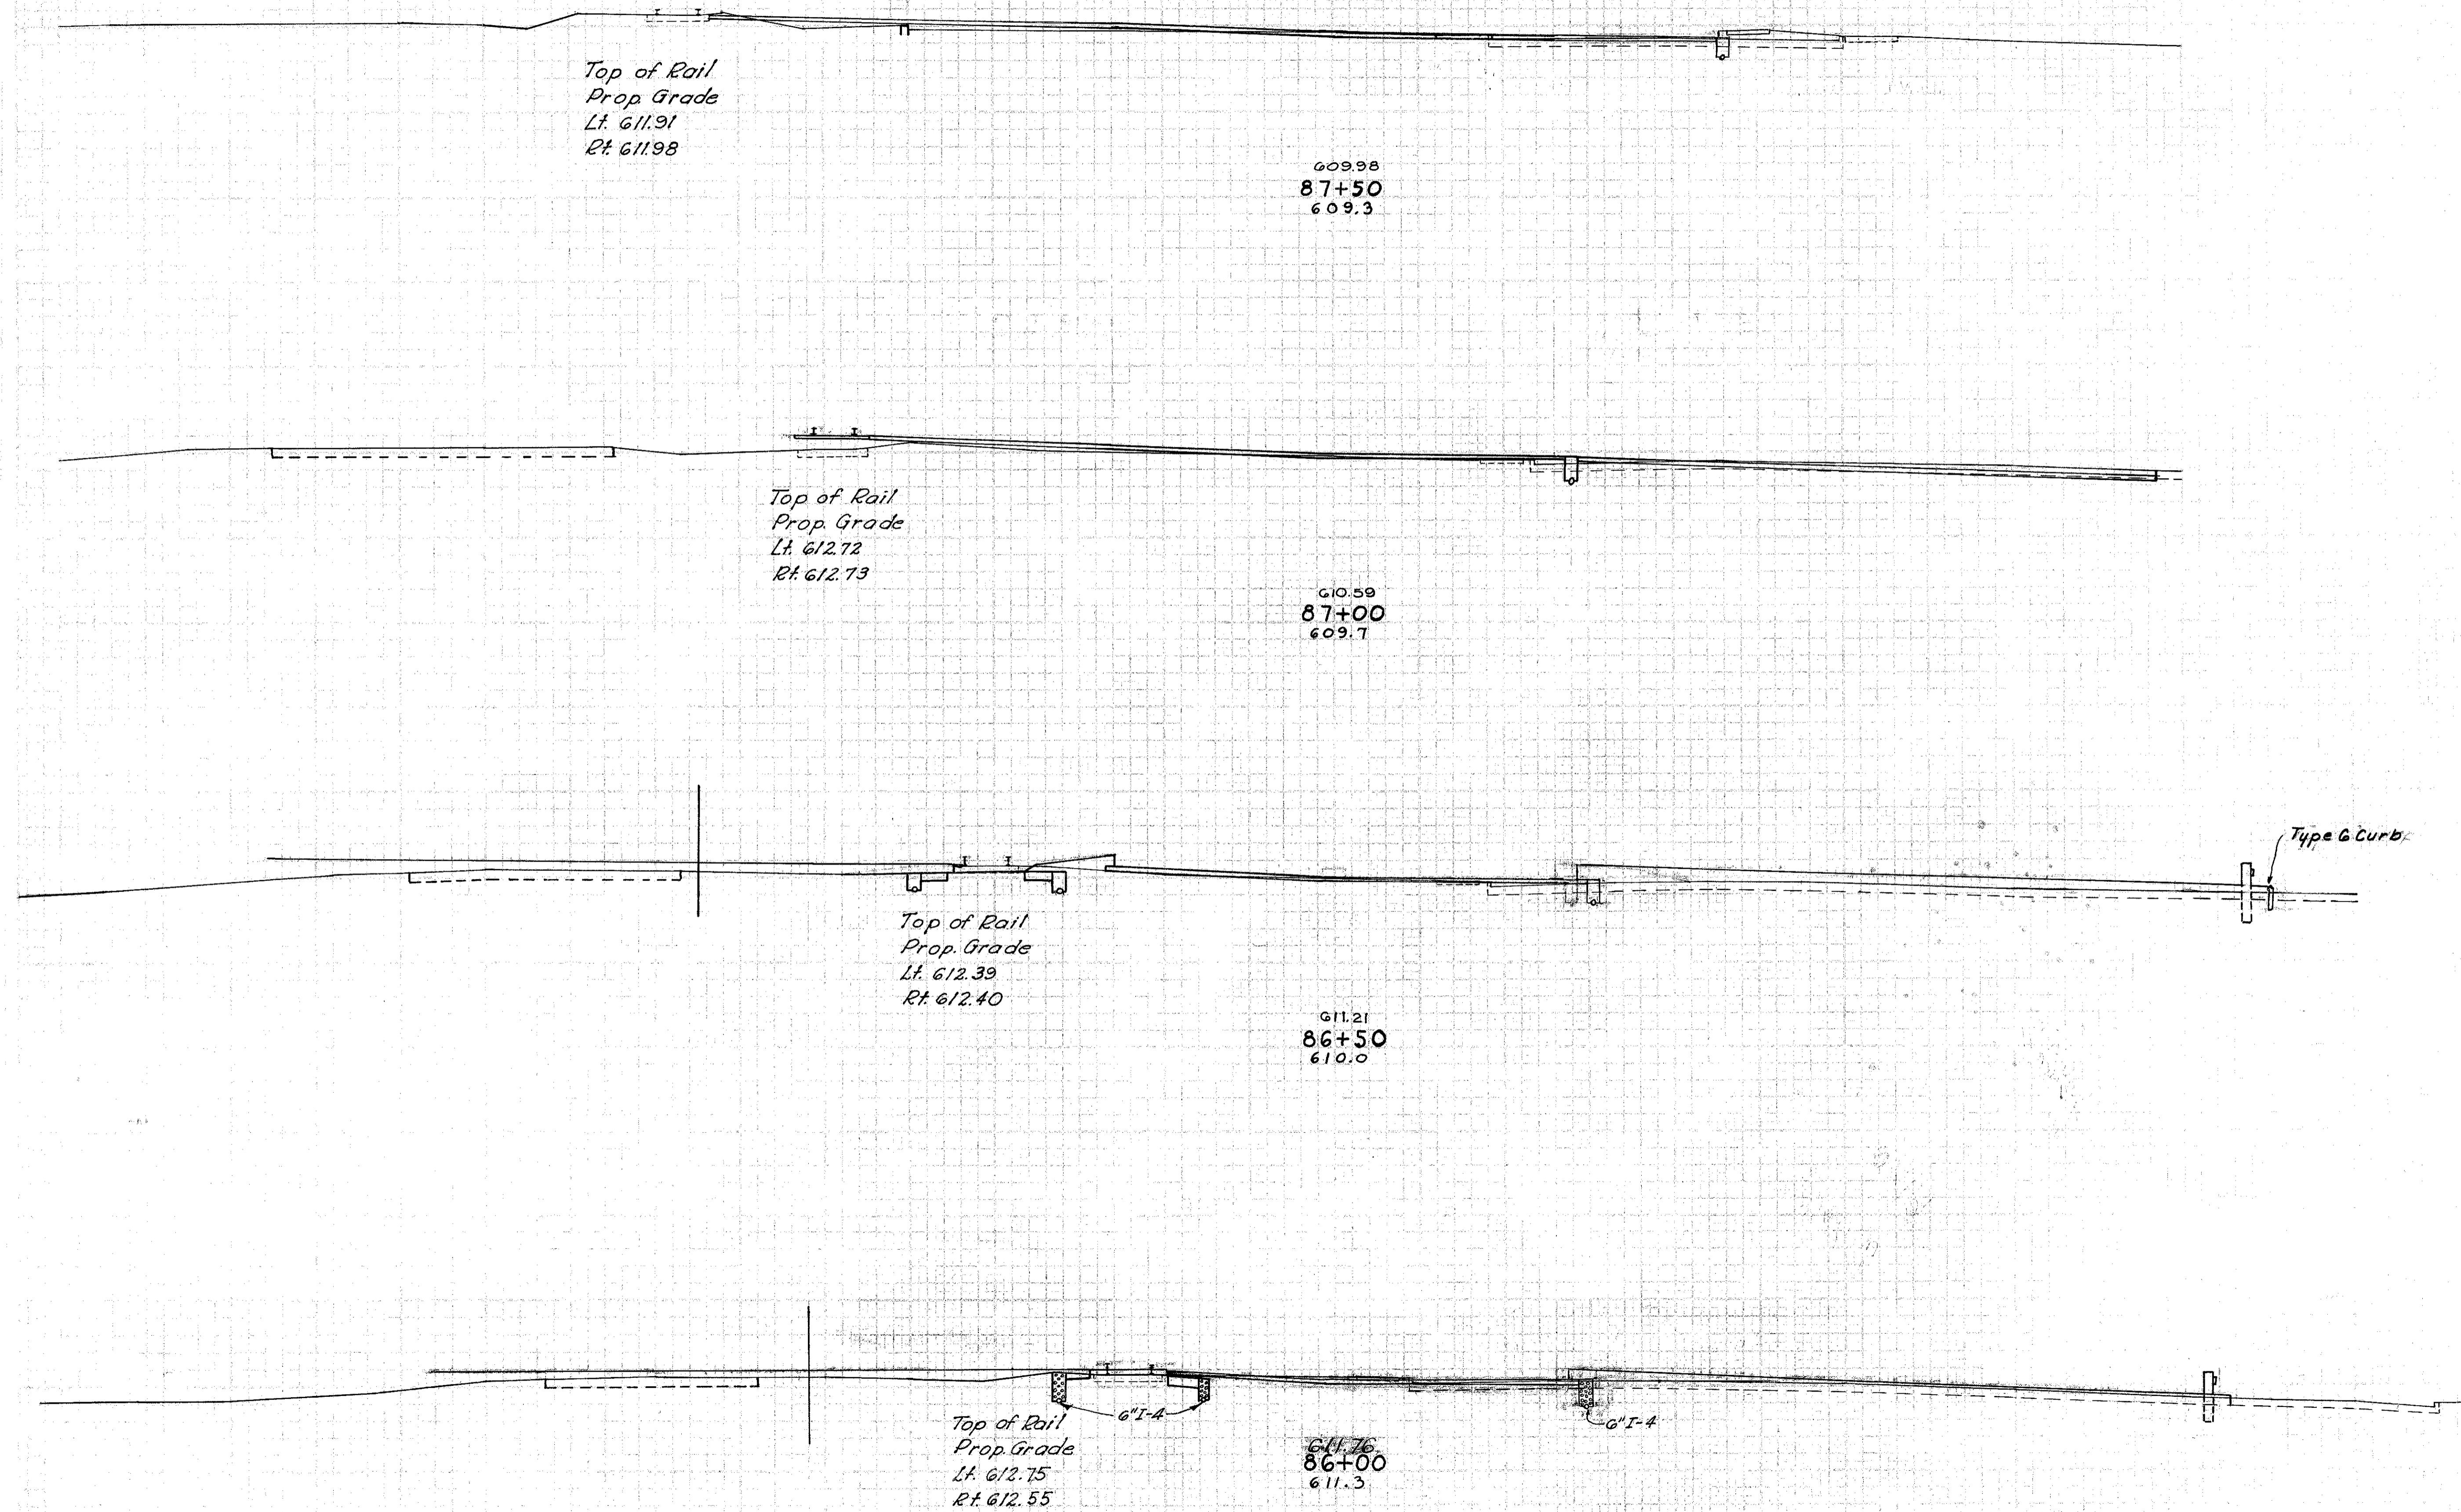 Top of Rail
Prop. Grade
Lt. 611.91
Rt. 611.98
609.98
87+50
609.3
Top of Rail
Prop. Grade
Lt. 612.72
Rt. 612.73
610.59
87+00
609.7
Type G Curb
Top of Rail
Prop. Grade
Lt. 612.39
Rt. 612.40
611.21
86+50
610.0
6"I-4
6"I-4
Top of Rail
Prop. Grade
Lt. 612.75
Rt. 612.55
611.76
86+00
611.3